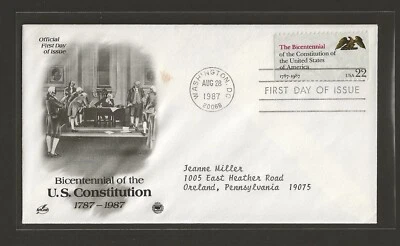 Official
First Day
of Issue
WASHINGTON, DC
AUG 28
1987
20066
The Bicentennial
of the Constitution of
the United States
of America
1787-1987 USA 22
FIRST DAY OF ISSUE
Jeanne Miller
1005 East Heather Road
Oreland, Pennsylvania 19075
Bicentennial of the
U.S. Constitution
1787 - 1987